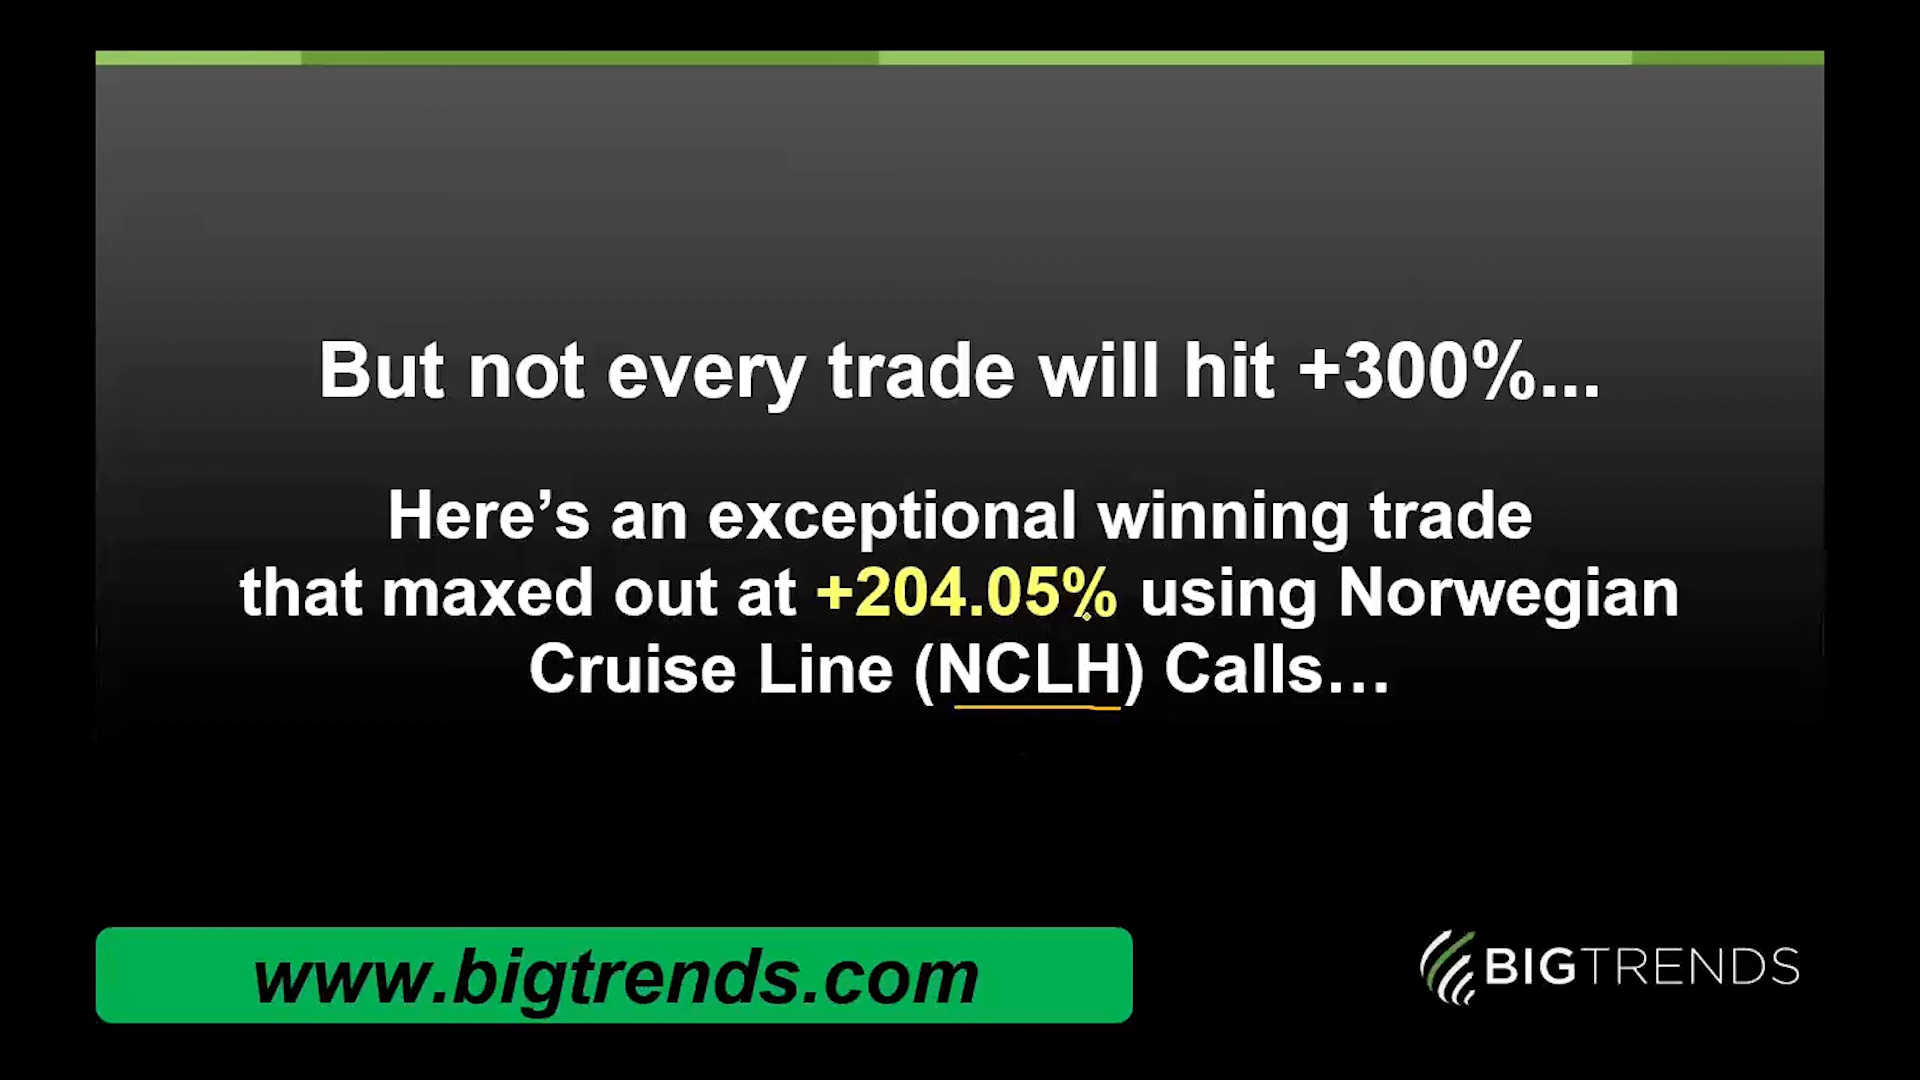 But not every trade will hit +300%...
Here’s an exceptional winning trade
that maxed out at +204.05% using Norwegian
Cruise Line (NCLH) Calls…
www.bigtrends.com
BIGTRENDS